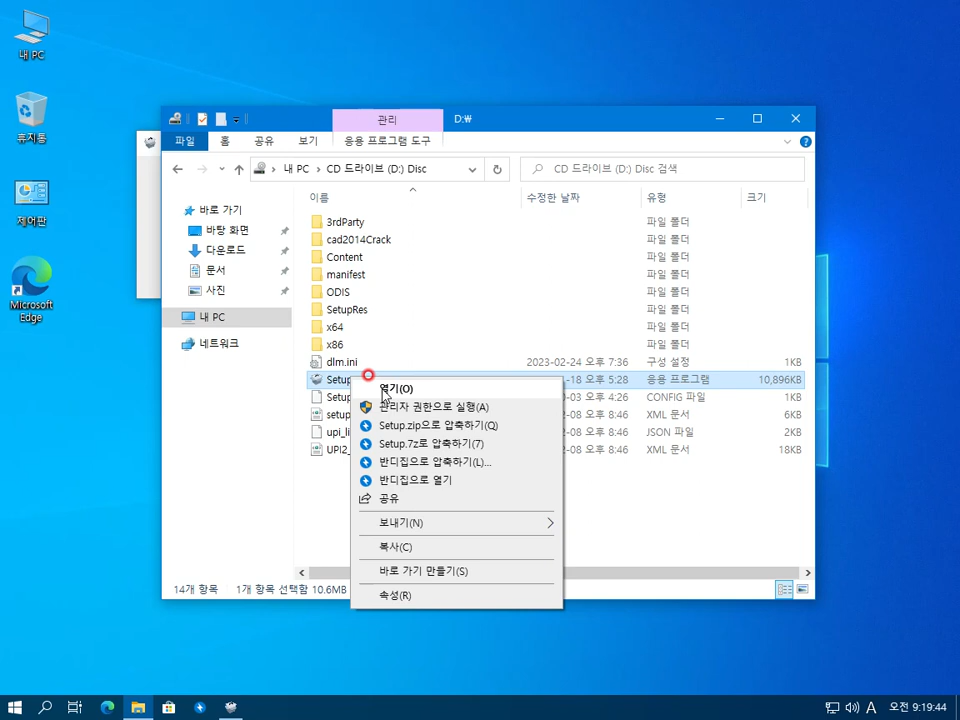 내 PC
휴지통
제어판
Microsoft
Edge
관리
D:₩
파일
홈
공유
보기
응용 프로그램 도구
내 PC > CD 드라이브 (D:) Disc
CD 드라이브 (D:) Disc 검색
이름
수정한 날짜
유형
크기
바로 가기
바탕 화면
다운로드
문서
사진
내 PC
네트워크
3rdParty 파일 폴더
cad2014Crack 파일 폴더
Content 파일 폴더
manifest 파일 폴더
ODIS 파일 폴더
SetupRes 파일 폴더
x64 파일 폴더
x86 파일 폴더
dlm.ini 2023-02-24 오후 7:36 구성 설정 1KB
Setup -18 오후 5:28 응용 프로그램 10,896KB
Setu -03 오후 4:26 CONFIG 파일 1KB
setup -08 오후 8:46 XML 문서 6KB
upi_li -08 오후 8:46 JSON 파일 2KB
UPI2_ -08 오후 8:46 XML 문서 18KB
열기(O)
관리자 권한으로 실행(A)
Setup.zip으로 압축하기(Q)
Setup.7z로 압축하기(7)
반디집으로 압축하기(L)...
반디집으로 열기
공유
보내기(N)
복사(C)
바로 가기 만들기(S)
속성(R)
14개 항목 1개 항목 선택함 10.6MB
A
오전 9:19:44